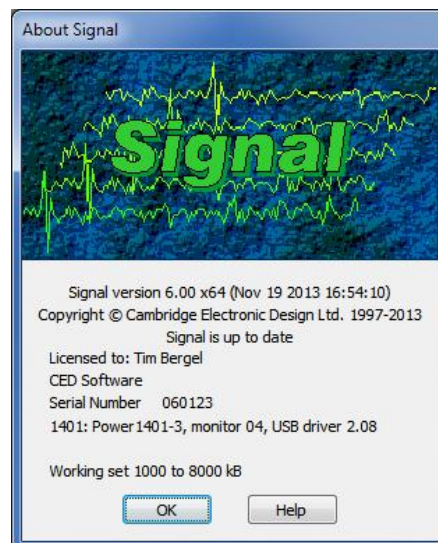 About Signal
Signal
Signal version 6.00 x64 (Nov 19 2013 16:54:10)
Copyright © Cambridge Electronic Design Ltd. 1997-2013
Signal is up to date
Licensed to: Tim Bergel
CED Software
Serial Number 060123
1401: Power1401-3, monitor 04, USB driver 2.08
Working set 1000 to 8000 kB
OK Help